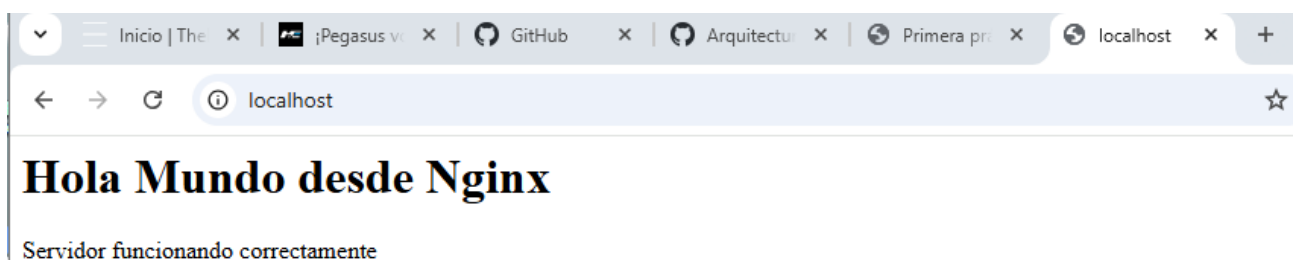 Inicio | The
¡Pegasus v
GitHub
Arquitectu
Primera pr
localhost
localhost
Hola Mundo desde Nginx
Servidor funcionando correctamente